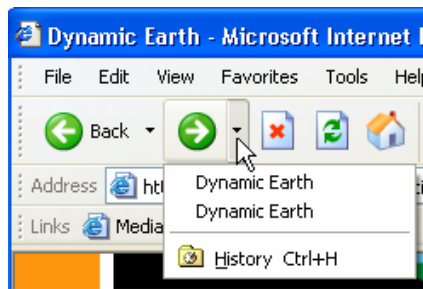 Dynamic Earth - Microsoft Internet
File Edit View Favorites Tools Help
Back
Address
Dynamic Earth
Dynamic Earth
Links Media
History Ctrl+H